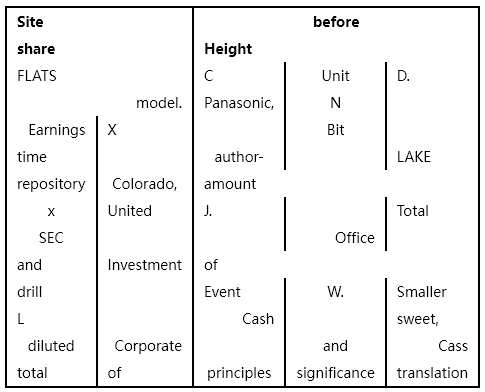 Site before
share Height
FLATS C Unit D.
model. Panasonic, N
Earnings X Bit
time author- LAKE
repository Colorado, amount
x United J. Total
SEC Office
and Investment of
drill Event W. Smaller
L Cash sweet,
diluted Corporate and Cass
total of principles significance translation